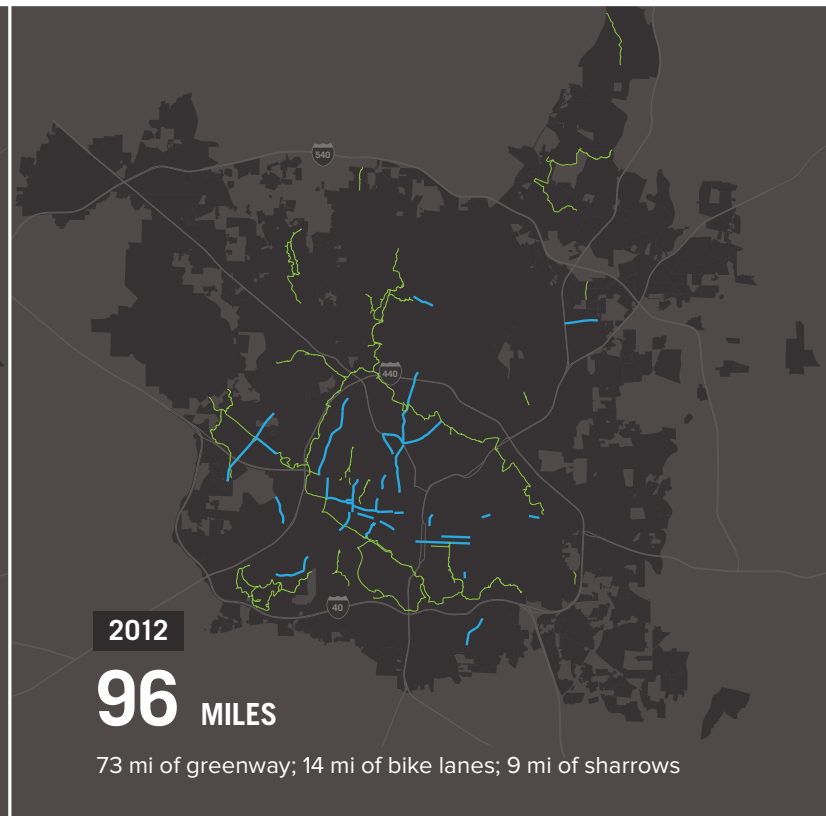 540
440
40
2012
96 MILES
73 mi of greenway; 14 mi of bike lanes; 9 mi of sharrows